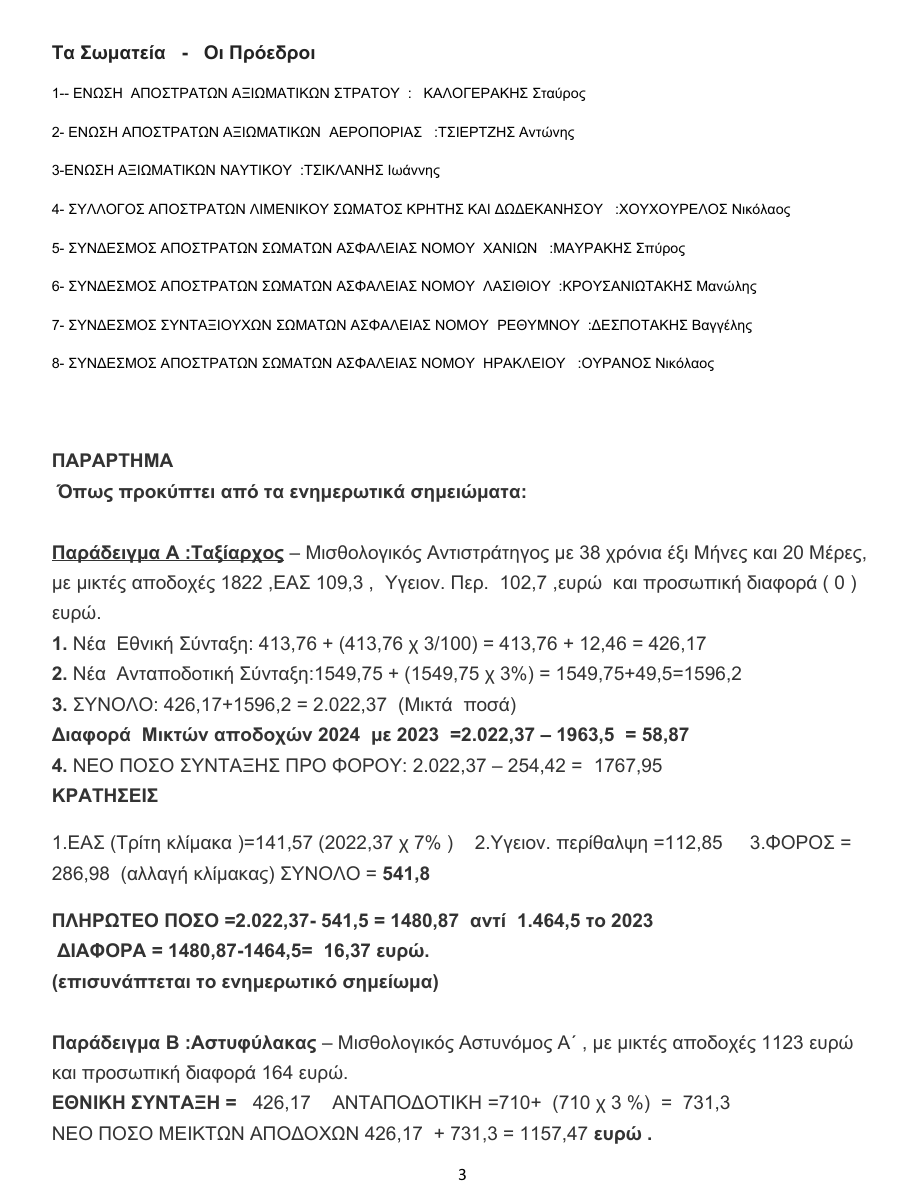 Τα Σωματεία - Οι Πρόεδροι
1-- ΕΝΩΣΗ ΑΠΟΣΤΡΑΤΩΝ ΑΞΙΩΜΑΤΙΚΩΝ ΣΤΡΑΤΟΥ : ΚΑΛΟΓΕΡΑΚΗΣ Σταύρος
2- ΕΝΩΣΗ ΑΠΟΣΤΡΑΤΩΝ ΑΞΙΩΜΑΤΙΚΩΝ ΑΕΡΟΠΟΡΙΑΣ :ΤΣΙΕΡΤΖΗΣ Αντώνης
3-ΕΝΩΣΗ ΑΞΙΩΜΑΤΙΚΩΝ ΝΑΥΤΙΚΟΥ :ΤΣΙΚΛΑΝΗΣ Ιωάννης
4- ΣΥΛΛΟΓΟΣ ΑΠΟΣΤΡΑΤΩΝ ΛΙΜΕΝΙΚΟΥ ΣΩΜΑΤΟΣ ΚΡΗΤΗΣ ΚΑΙ ΔΩΔΕΚΑΝΗΣΟΥ :ΧΟΥΧΟΥΡΕΛΟΣ Νικόλαος
5- ΣΥΝΔΕΣΜΟΣ ΑΠΟΣΤΡΑΤΩΝ ΣΩΜΑΤΩΝ ΑΣΦΑΛΕΙΑΣ ΝΟΜΟΥ ΧΑΝΙΩΝ :ΜΑΥΡΑΚΗΣ Σπύρος
6- ΣΥΝΔΕΣΜΟΣ ΑΠΟΣΤΡΑΤΩΝ ΣΩΜΑΤΩΝ ΑΣΦΑΛΕΙΑΣ ΝΟΜΟΥ ΛΑΣΙΘΙΟΥ :ΚΡΟΥΣΑΝΙΩΤΑΚΗΣ Μανώλης
7- ΣΥΝΔΕΣΜΟΣ ΣΥΝΤΑΞΙΟΥΧΩΝ ΣΩΜΑΤΩΝ ΑΣΦΑΛΕΙΑΣ ΝΟΜΟΥ ΡΕΘΥΜΝΟΥ :ΔΕΣΠΟΤΑΚΗΣ Βαγγέλης
8- ΣΥΝΔΕΣΜΟΣ ΑΠΟΣΤΡΑΤΩΝ ΣΩΜΑΤΩΝ ΑΣΦΑΛΕΙΑΣ ΝΟΜΟΥ ΗΡΑΚΛΕΙΟΥ :ΟΥΡΑΝΟΣ Νικόλαος
ΠΑΡΑΡΤΗΜΑ
Όπως προκύπτει από τα ενημερωτικά σημειώματα:
Παράδειγμα Α :Ταξίαρχος – Μισθολογικός Αντιστράτηγος με 38 χρόνια έξι Μήνες και 20 Μέρες,
με μικτές αποδοχές 1822 ,ΕΑΣ 109,3 , Υγειον. Περ. 102,7 ,ευρώ και προσωπική διαφορά ( 0 )
ευρώ.
1. Νέα Εθνική Σύνταξη: 413,76 + (413,76 χ 3/100) = 413,76 + 12,46 = 426,17
2. Νέα Ανταποδοτική Σύνταξη:1549,75 + (1549,75 χ 3%) = 1549,75+49,5=1596,2
3. ΣΥΝΟΛΟ: 426,17+1596,2 = 2.022,37 (Μικτά ποσά)
Διαφορά Μικτών αποδοχών 2024 με 2023 =2.022,37 – 1963,5 = 58,87
4. ΝΕΟ ΠΟΣΟ ΣΥΝΤΑΞΗΣ ΠΡΟ ΦΟΡΟΥ: 2.022,37 – 254,42 = 1767,95
ΚΡΑΤΗΣΕΙΣ
1.ΕΑΣ (Τρίτη κλίμακα )=141,57 (2022,37 χ 7% ) 2.Υγειον. περίθαλψη =112,85 3.ΦΟΡΟΣ =
286,98 (αλλαγή κλίμακας) ΣΥΝΟΛΟ = 541,8
ΠΛΗΡΩΤΕΟ ΠΟΣΟ =2.022,37- 541,5 = 1480,87 αντί 1.464,5 το 2023
ΔΙΑΦΟΡΑ = 1480,87-1464,5= 16,37 ευρώ.
(επισυνάπτεται το ενημερωτικό σημείωμα)
Παράδειγμα Β :Αστυφύλακας – Μισθολογικός Αστυνόμος Α΄ , με μικτές αποδοχές 1123 ευρώ
και προσωπική διαφορά 164 ευρώ.
ΕΘΝΙΚΗ ΣΥΝΤΑΞΗ = 426,17 ΑΝΤΑΠΟΔΟΤΙΚΗ =710+ (710 χ 3 %) = 731,3
ΝΕΟ ΠΟΣΟ ΜΕΙΚΤΩΝ ΑΠΟΔΟΧΩΝ 426,17 + 731,3 = 1157,47 ευρώ .
3